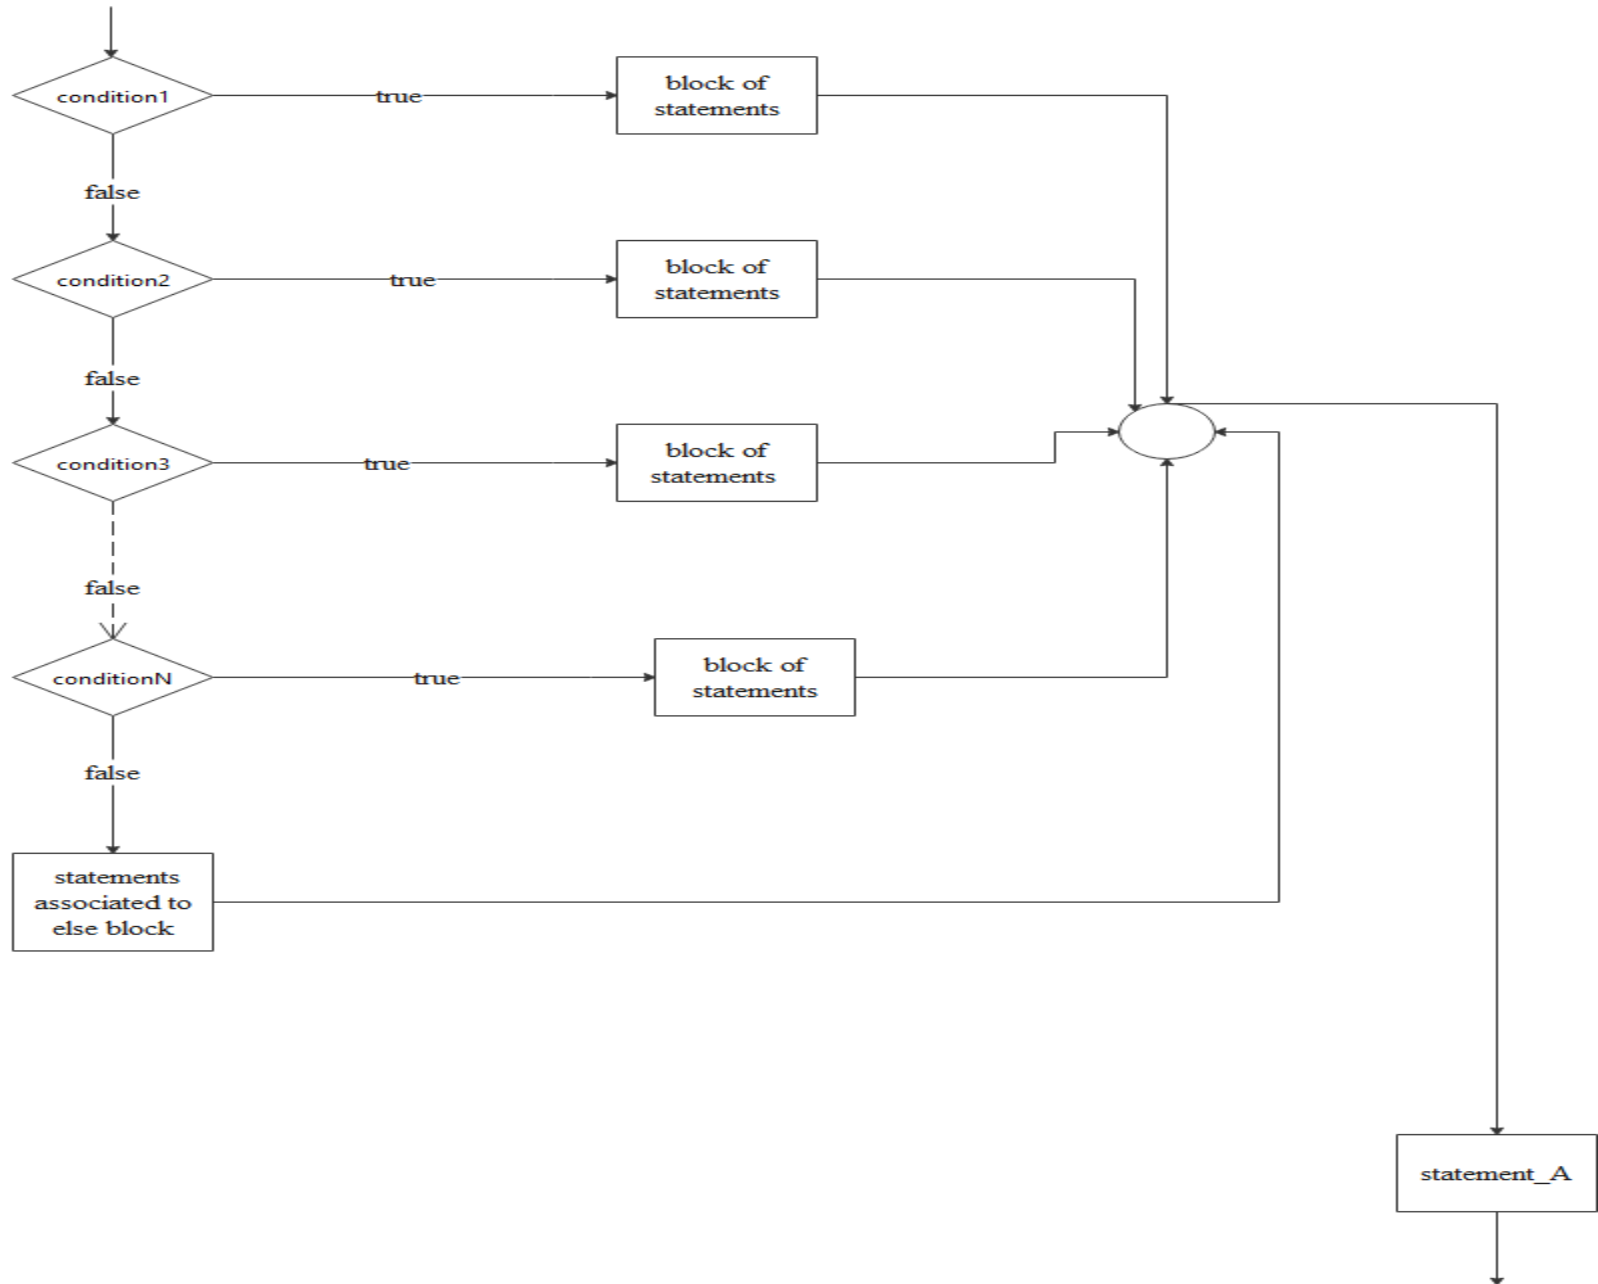 condition1
true
block of
statements
false
condition2
true
block of
statements
false
condition3
true
block of
statements
false
conditionN
true
block of
statements
false
statements
associated to
else block
statement_A